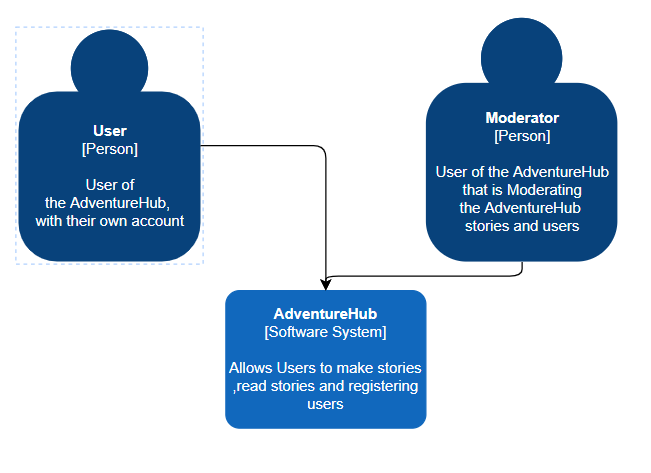 User
[Person]
User of
the AdventureHub,
with their own account
Moderator
[Person]
User of the AdventureHub
that is Moderating
the AdventureHub
stories and users
AdventureHub
[Software System]
Allows Users to make stories
,read stories and registering
users